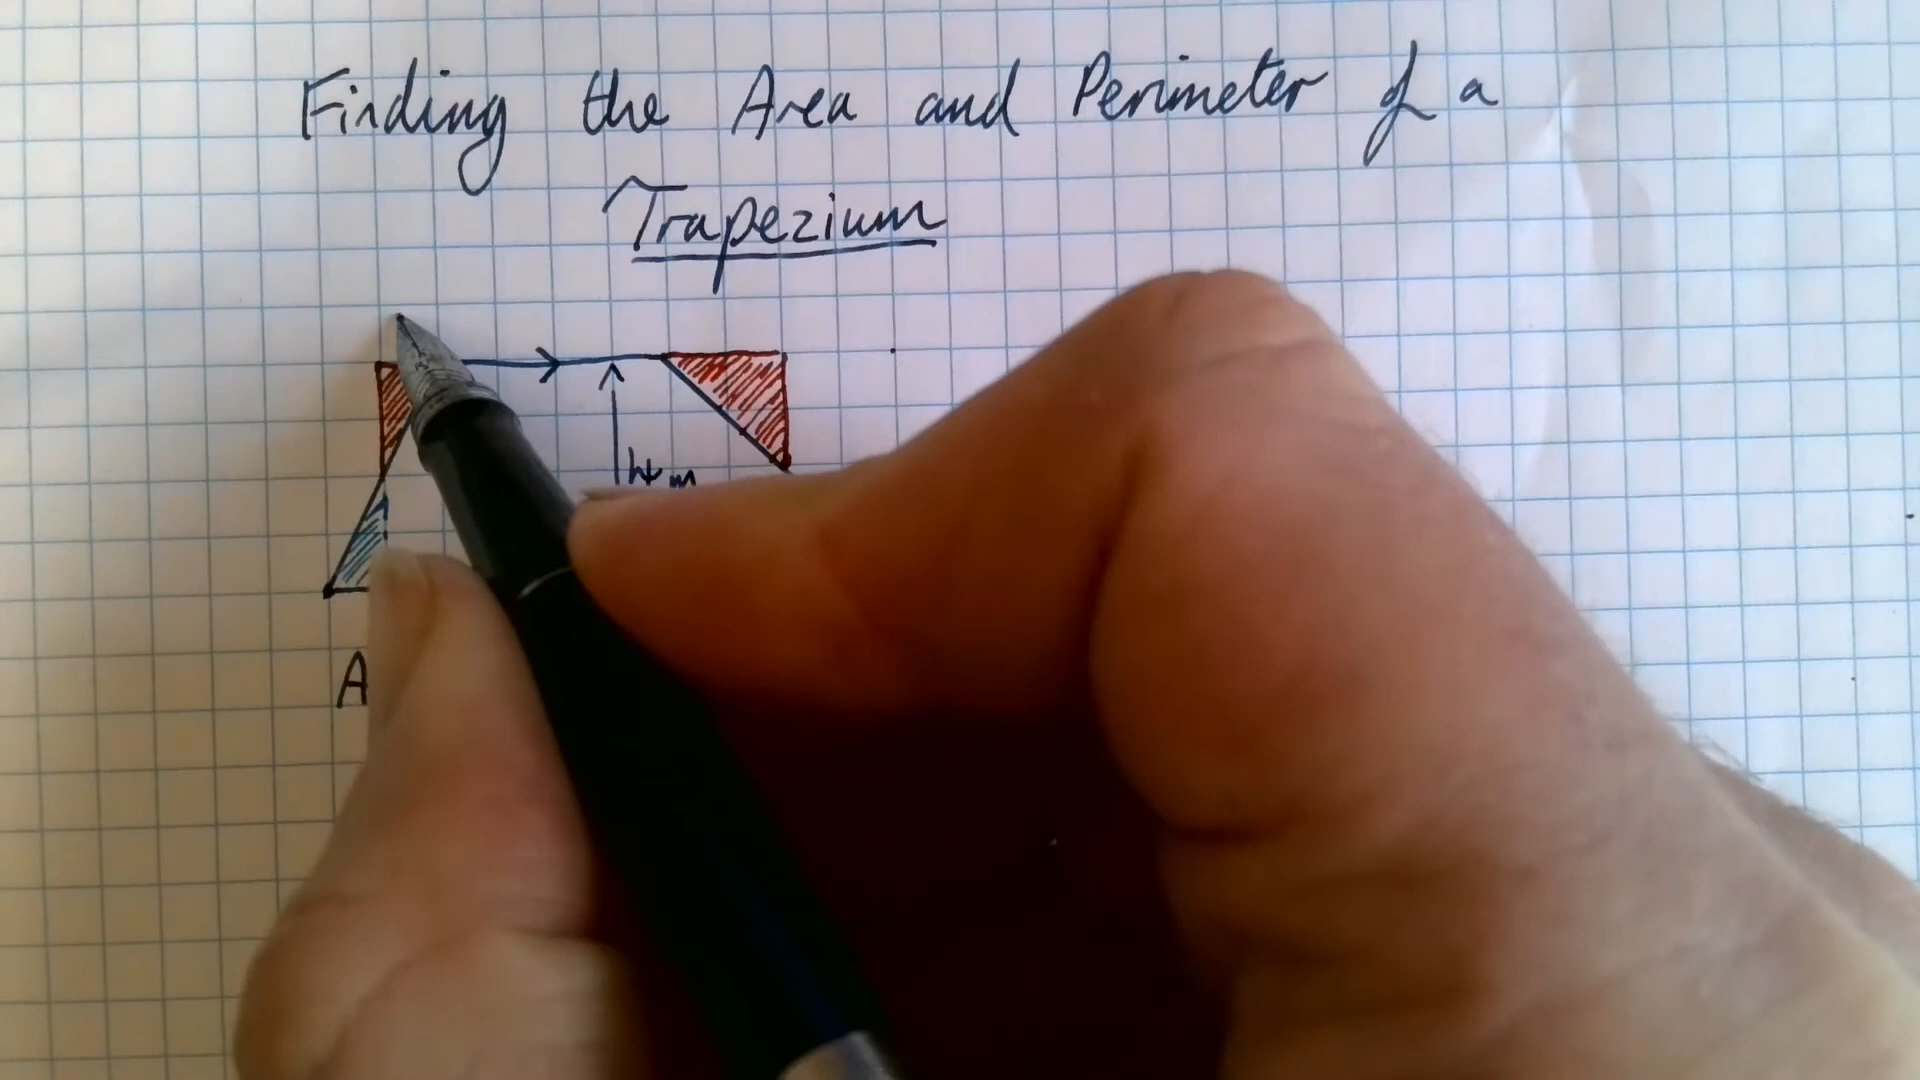 Finding the Area and Perimeter of a
Trapezium
m
A